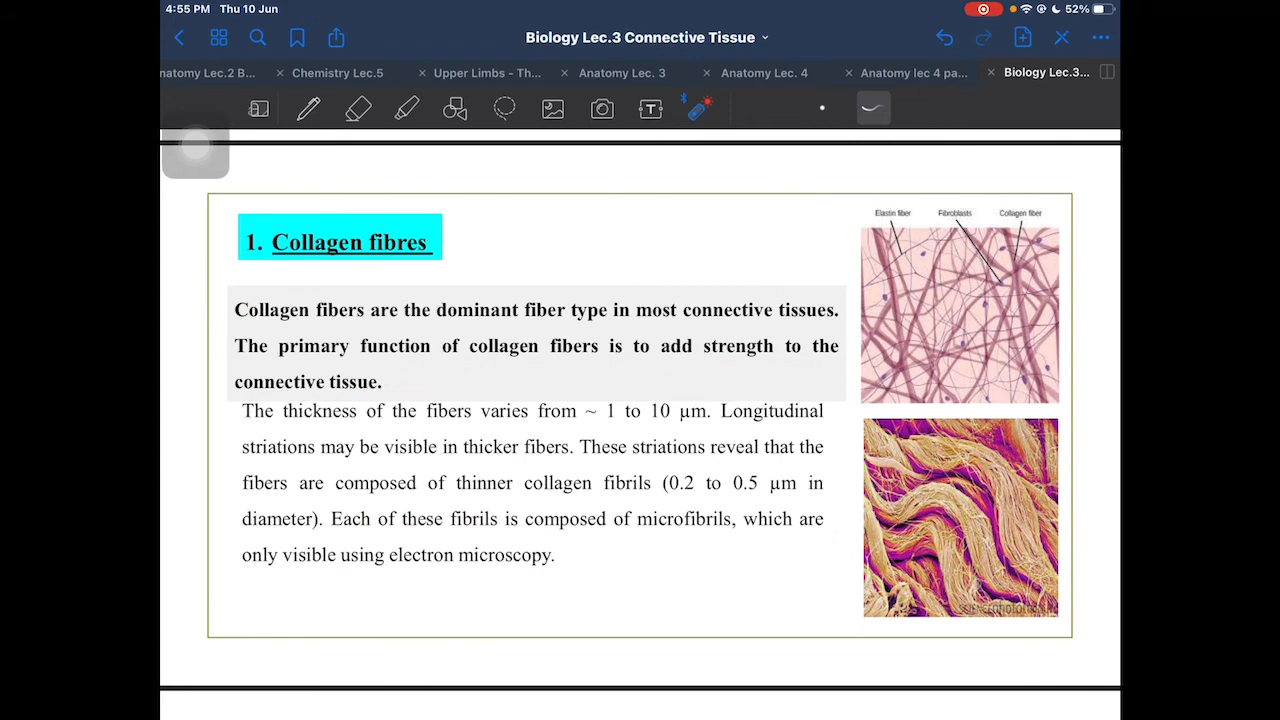 4:55 PM Thu 10 Jun
52%
Biology Lec.3 Connective Tissue
natomy Lec.2 B...
Chemistry Lec.5
Upper Limbs - Th...
Anatomy Lec. 3
Anatomy Lec. 4
Anatomy lec 4 pa...
Biology Lec.3...
T
1. Collagen fibres
Collagen fibers are the dominant fiber type in most connective tissues.
The primary function of collagen fibers is to add strength to the
connective tissue.
The thickness of the fibers varies from ~ 1 to 10 µm. Longitudinal
striations may be visible in thicker fibers. These striations reveal that the
fibers are composed of thinner collagen fibrils (0.2 to 0.5 µm in
diameter). Each of these fibrils is composed of microfibrils, which are
only visible using electron microscopy.
Elastin fiber
Fibroblasts
Collagen fiber